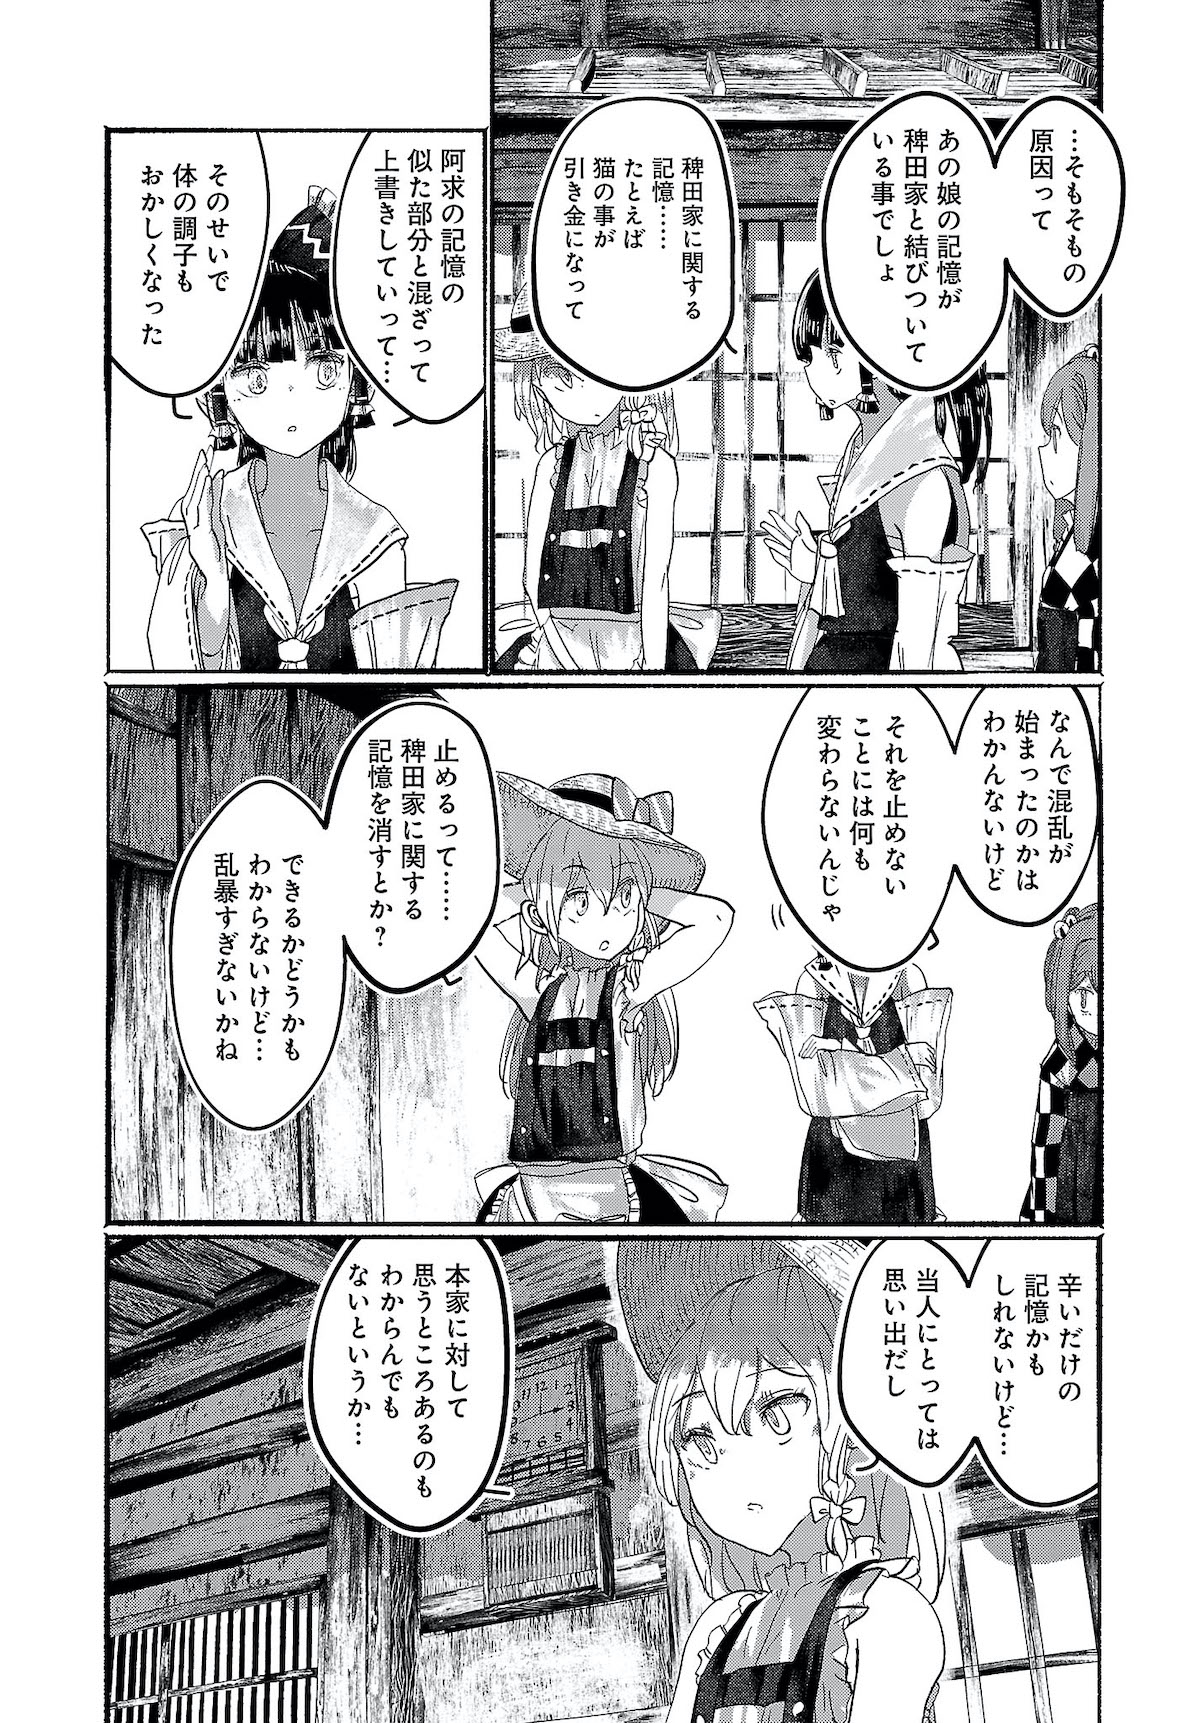 …そもそもの
原因って
あの娘の記憶が
稗田家と結びついて
いる事でしょ
稗田家に関する
記憶……
たとえば
猫の事が
引き金になって
阿求の記憶の
似た部分と混ざって
上書きしていって…
そのせいで
体の調子も
おかしくなった
なんで混乱が
始まったのかは
わかんないけど
それを止めない
ことには何も
変わらないんじゃ
止めるって……
稗田家に関する
記憶を消すとか？
できるかどうかも
わからないけど…
乱暴すぎないかね
辛いだけの
記憶かも
しれないけど…
当人にとっては
思い出だし
本家に対して
思うところあるのも
わからんでも
ないというか…
11 12 1
2
3
4
8 7 6 5